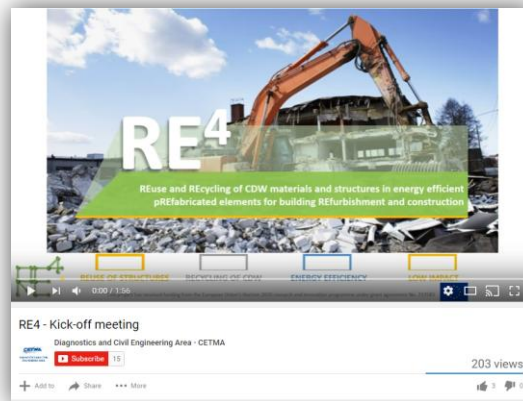 RE4
REuse and REcycling of CDW materials and structures in energy efficient
pREfabricated elements for building REfurbishment and construction
REUSE OF STRUCTURES RECYCLING OF CDW ENERGY EFFICIENCY LOW IMPACT
RE4
0:00 / 1:56
RE4 - Kick-off meeting
CETMA
Diagnostics and Civil Engineering Area - CETMA
Subscribe 15
203 views
Add to Share More
3 0